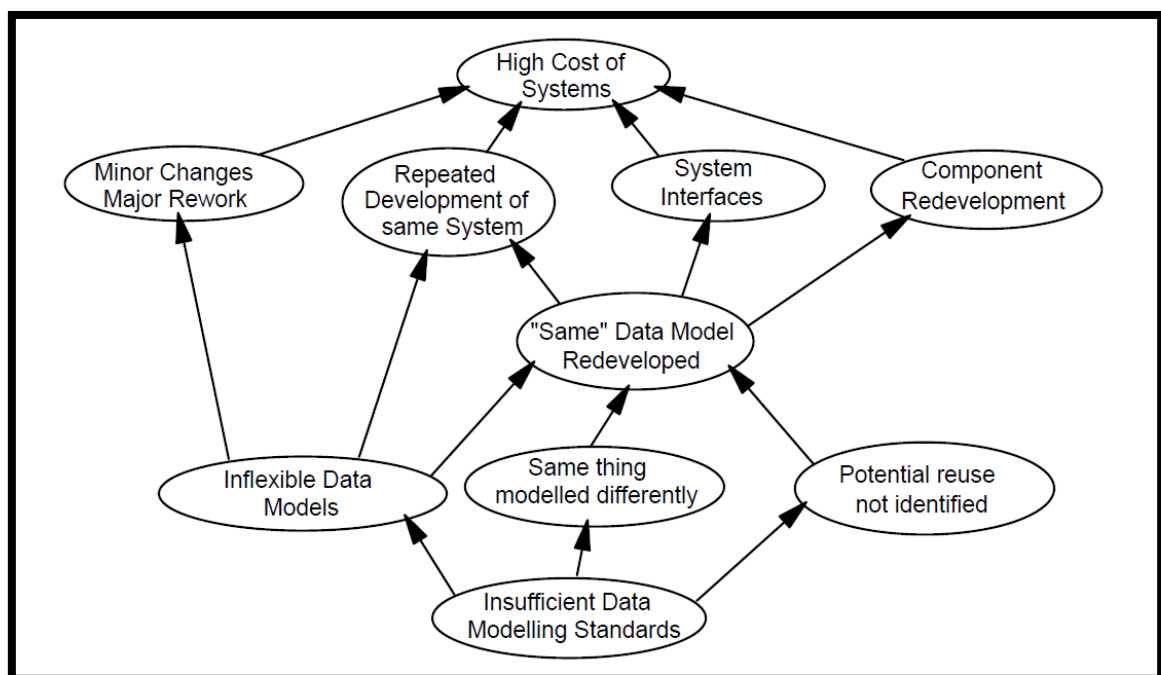 High Cost of
Systems
Minor Changes
Major Rework
Repeated
Development of
same System
System
Interfaces
Component
Redevelopment
"Same" Data Model
Redeveloped
Inflexible Data
Models
Same thing
modelled differently
Potential reuse
not identified
Insufficient Data
Modelling Standards